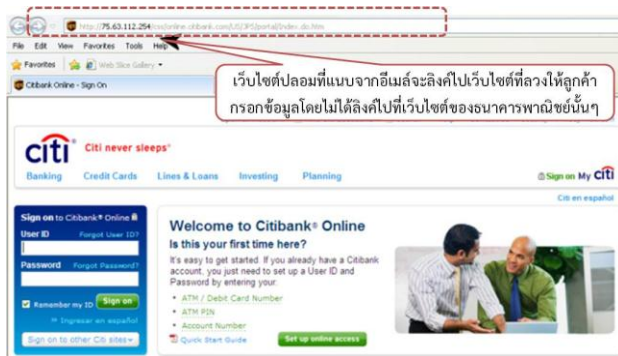 http://75.63.112.254/css/online.citibank.com/US/JPS/portal/Index.do.htm
File Edit View Favorites Tools Help
Favorites Web Slice Gallery
Citibank Online - Sign On
เว็บไซต์ปลอมที่แนบจากอีเมล์จะลิงค์ไปเว็บไซต์ที่ลวงให้ลูกค้า
กรอกข้อมูลโดยไม่ได้ลิงค์ไปที่เว็บไซต์ของธนาคารพาณิชย์นั้นๆ
citi Citi never sleeps®
Banking Credit Cards Lines & Loans Investing Planning Sign on My citi
Citi en español
Sign on to Citibank® Online
User ID Forgot User ID?
Password Forgot Password?
Remember my ID Sign on
Ingresar en español
Sign on to other Citi sites
Welcome to Citibank® Online
Is this your first time here?
It's easy to get started. If you already have a Citibank
account, you just need to set up a User ID and
Password by entering your:
• ATM / Debit Card Number
• ATM PIN
• Account Number
Quick Start Guide Set up online access